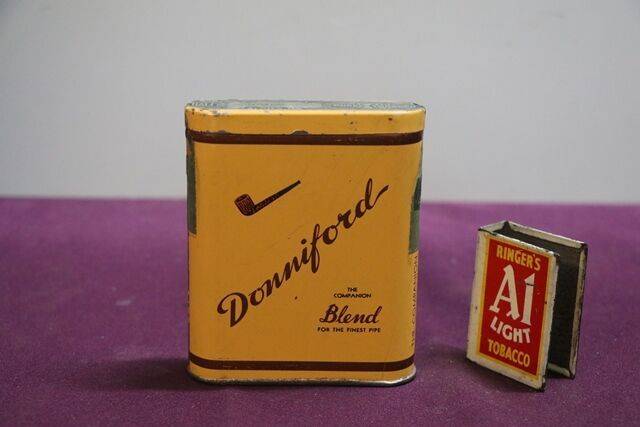 Donniford
THE
COMPANION
Blend
FOR THE FINEST PIPE
RINGER'S
A1
LIGHT
TOBACCO